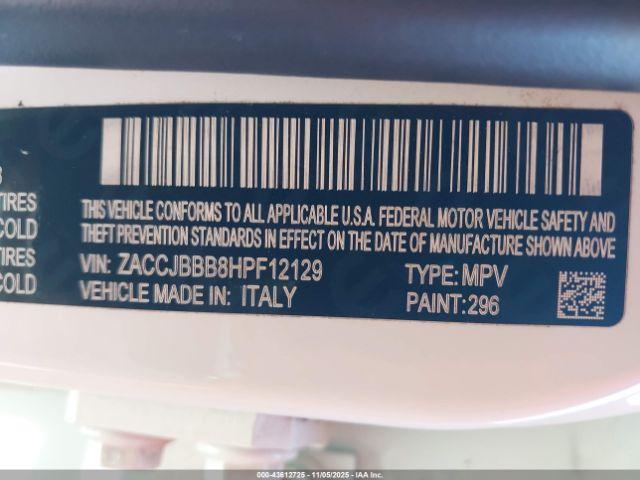 TIRES
COLD
TIRES
COLD
THIS VEHICLE CONFORMS TO ALL APPLICABLE U.S.A. FEDERAL MOTOR VEHICLE SAFETY AND
THEFT PREVENTION STANDARDS IN EFFECT ON THE DATE OF MANUFACTURE SHOWN ABOVE
VIN: ZACCJBBB8HPF12129 TYPE: MPV
VEHICLE MADE IN: ITALY PAINT: 296
000-43612725 - 11/05/2025 - IAA Inc.